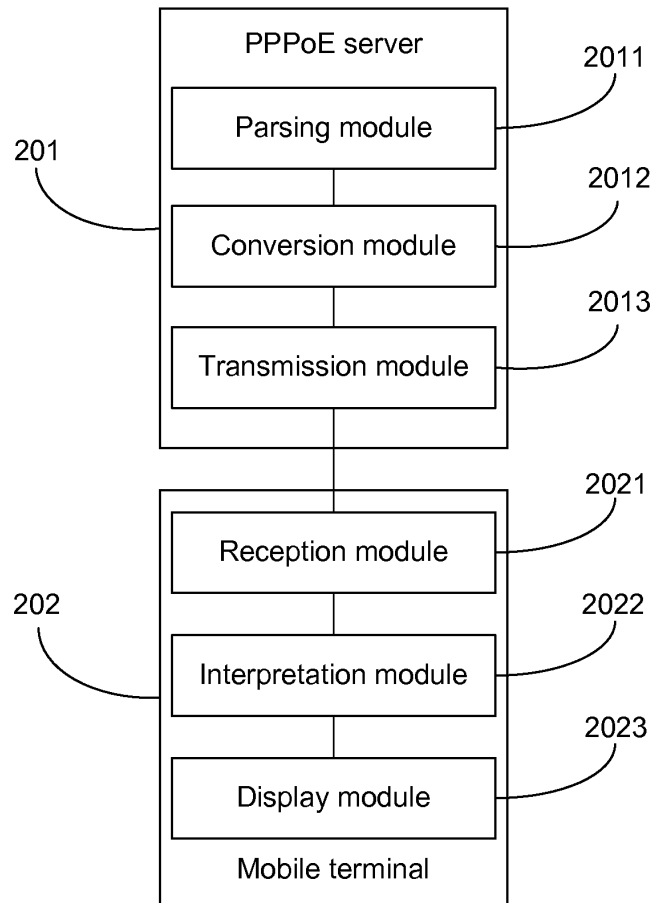 PPPoE server
2011
Parsing module
201
2012
Conversion module
2013
Transmission module
2021
Reception module
202
2022
Interpretation module
2023
Display module
Mobile terminal